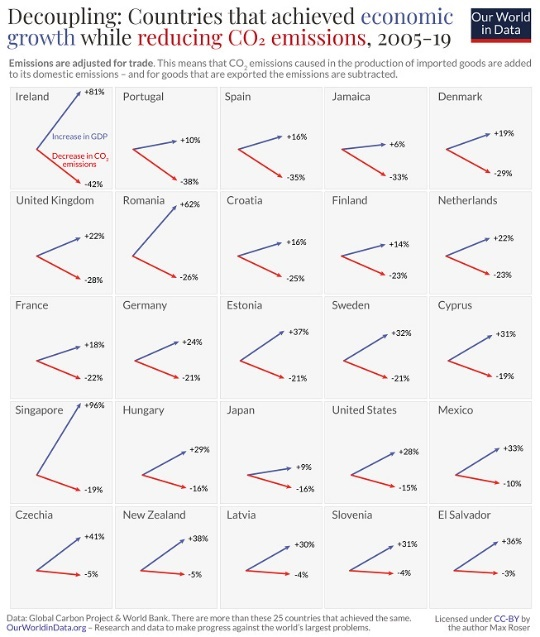 Decoupling: Countries that achieved economic
growth while reducing CO₂ emissions, 2005-19
Our World
in Data
Emissions are adjusted for trade. This means that CO₂ emissions caused in the production of imported goods are added
to its domestic emissions – and for goods that are exported the emissions are subtracted.
Ireland
+81%
Increase in GDP
Decrease in CO₂
emissions
-42%
Portugal
+10%
-38%
Spain
+16%
-35%
Jamaica
+6%
-33%
Denmark
+19%
-29%
United Kingdom
+22%
-28%
Romania
+62%
-26%
Croatia
+16%
-25%
Finland
+14%
-23%
Netherlands
+22%
-23%
France
+18%
-22%
Germany
+24%
-21%
Estonia
+37%
-21%
Sweden
+32%
-21%
Cyprus
+31%
-19%
Singapore
+96%
-19%
Hungary
+29%
-16%
Japan
+9%
-16%
United States
+28%
-15%
Mexico
+33%
-10%
Czechia
+41%
-5%
New Zealand
+38%
-5%
Latvia
+30%
-4%
Slovenia
+31%
-4%
El Salvador
+36%
-3%
Data: Global Carbon Project & World Bank. There are more than these 25 countries that achieved the same.
OurWorldinData.org – Research and data to make progress against the world's largest problems.
Licensed under CC-BY by
the author Max Roser